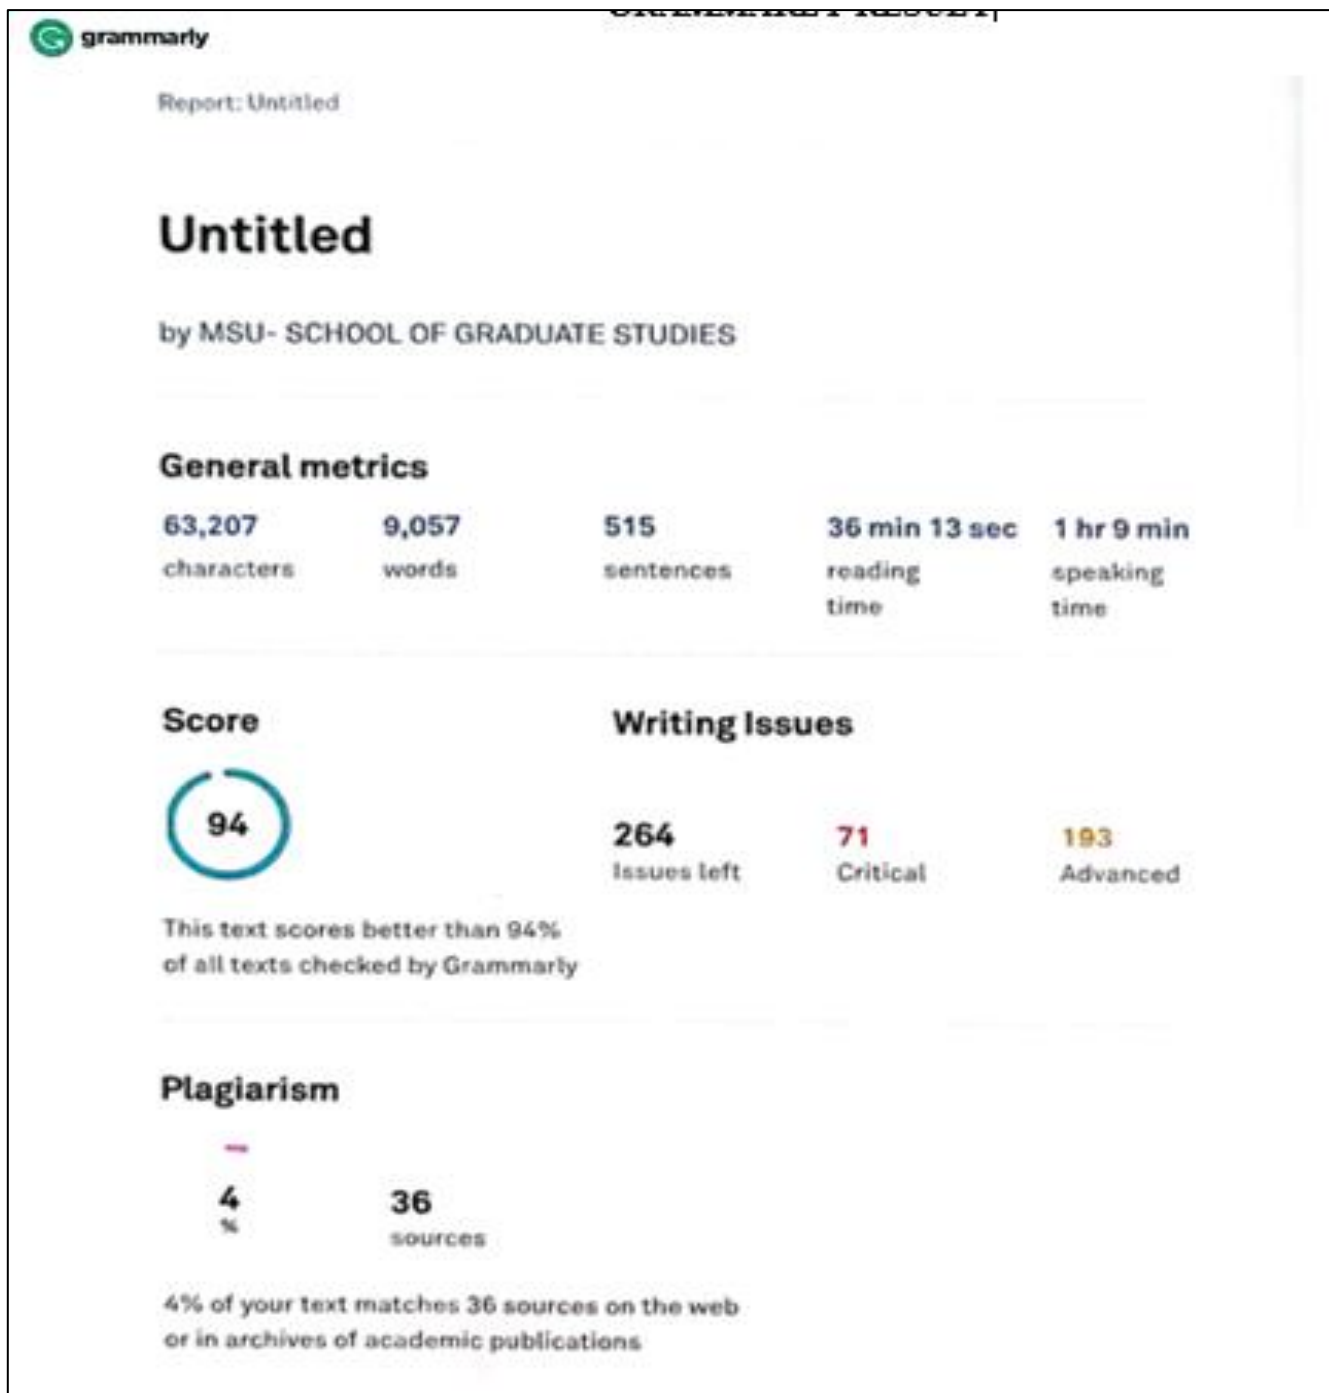 grammarly
Report: Untitled
Untitled
by MSU- SCHOOL OF GRADUATE STUDIES
General metrics
63,207 9,057 515 36 min 13 sec 1 hr 9 min
characters words sentences reading time speaking time
Score Writing Issues
94 264 71 193
Issues left Critical Advanced
This text scores better than 94%
of all texts checked by Grammarly
Plagiarism
4 36
% sources
4% of your text matches 36 sources on the web
or in archives of academic publications